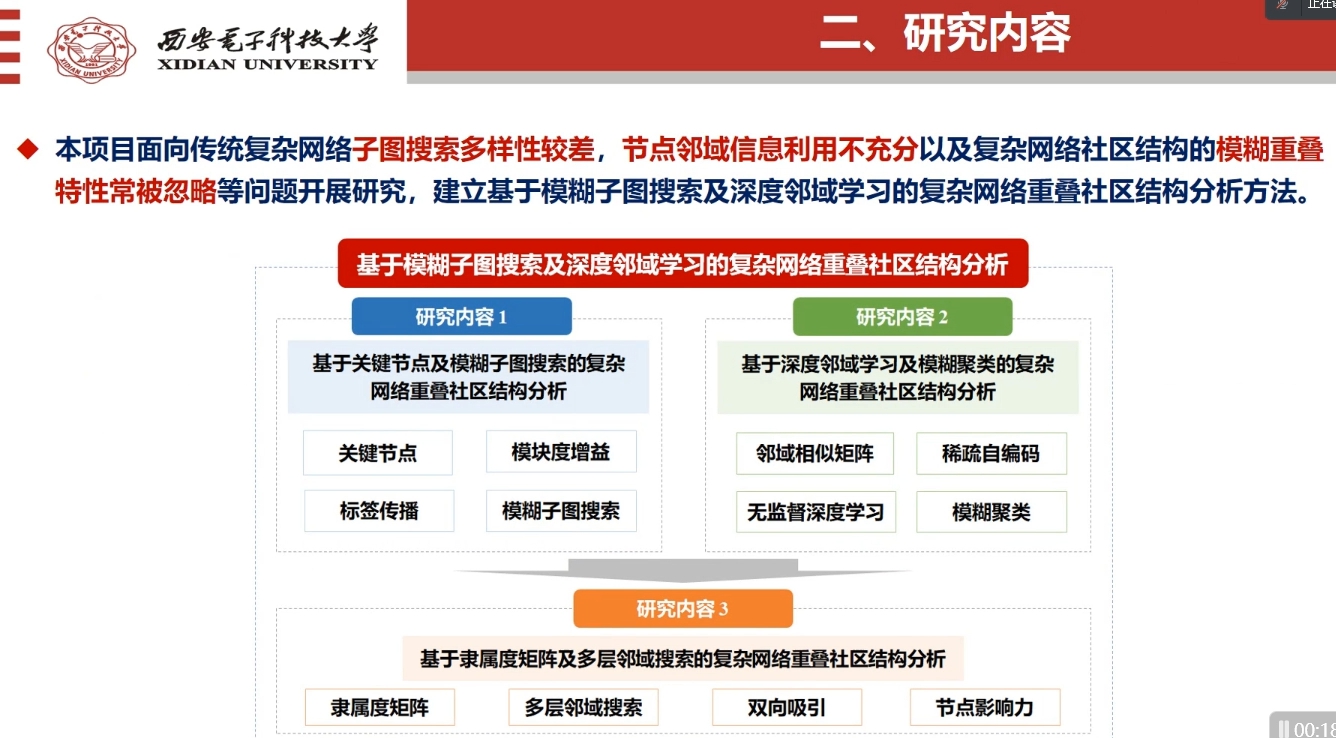 西安电子科技大学
XIDIAN UNIVERSITY
二、研究内容
本项目面向传统复杂网络子图搜索多样性较差，节点邻域信息利用不充分以及复杂网络社区结构的模糊重叠
特性常被忽略等问题开展研究，建立基于模糊子图搜索及深度邻域学习的复杂网络重叠社区结构分析方法。
基于模糊子图搜索及深度邻域学习的复杂网络重叠社区结构分析
研究内容 1
研究内容 2
基于关键节点及模糊子图搜索的复杂
网络重叠社区结构分析
基于深度邻域学习及模糊聚类的复杂
网络重叠社区结构分析
关键节点
模块度增益
邻域相似矩阵
稀疏自编码
标签传播
模糊子图搜索
无监督深度学习
模糊聚类
研究内容 3
基于隶属度矩阵及多层邻域搜索的复杂网络重叠社区结构分析
隶属度矩阵
多层邻域搜索
双向吸引
节点影响力